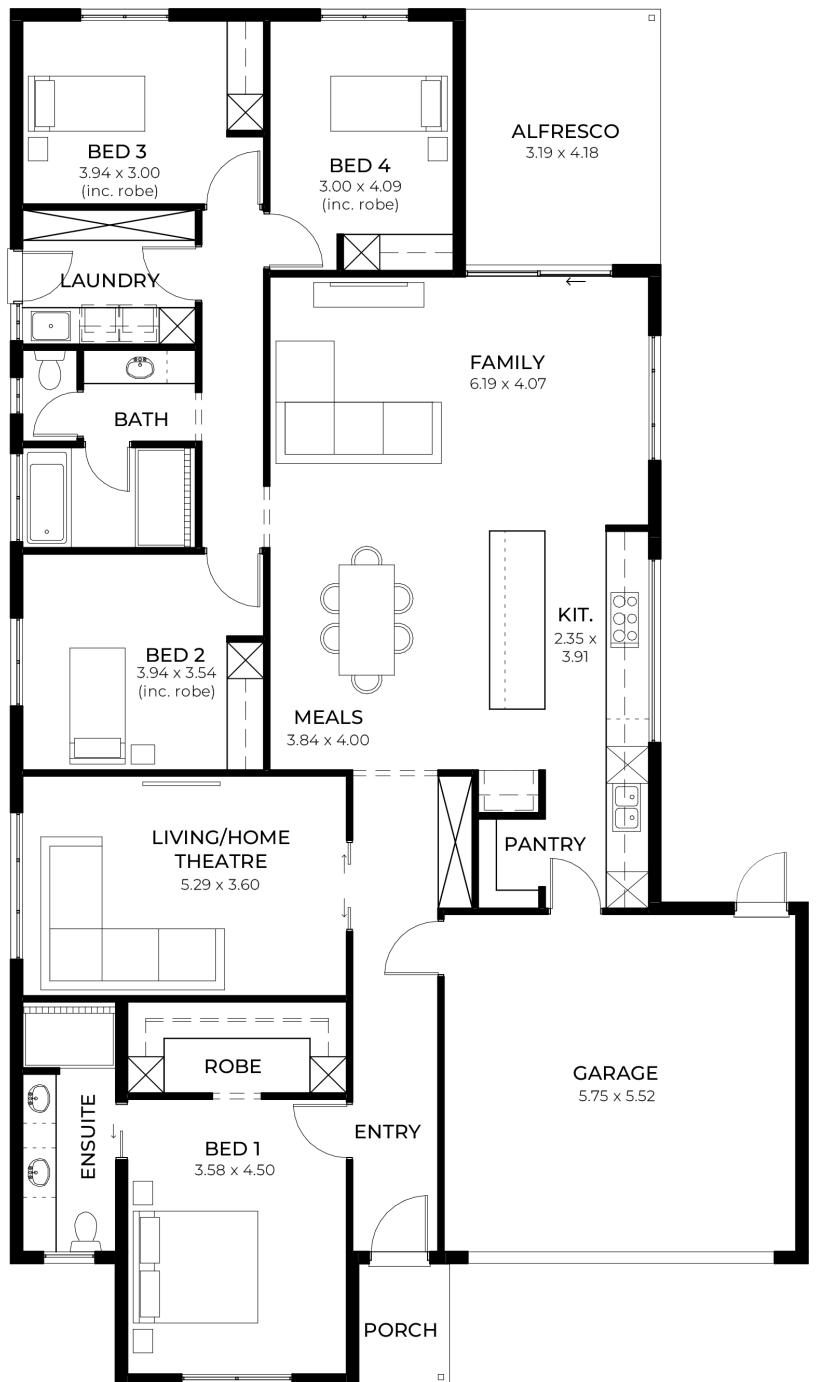 BED 3
3.94 x 3.00
(inc. robe)
BED 4
3.00 x 4.09
(inc. robe)
ALFRESCO
3.19 x 4.18
LAUNDRY
FAMILY
6.19 x 4.07
BATH
KIT.
2.35 x
3.91
BED 2
3.94 x 3.54
(inc. robe)
MEALS
3.84 x 4.00
LIVING/HOME
THEATRE
5.29 x 3.60
PANTRY
ROBE
GARAGE
5.75 x 5.52
ENSUITE
ENTRY
BED 1
3.58 x 4.50
PORCH